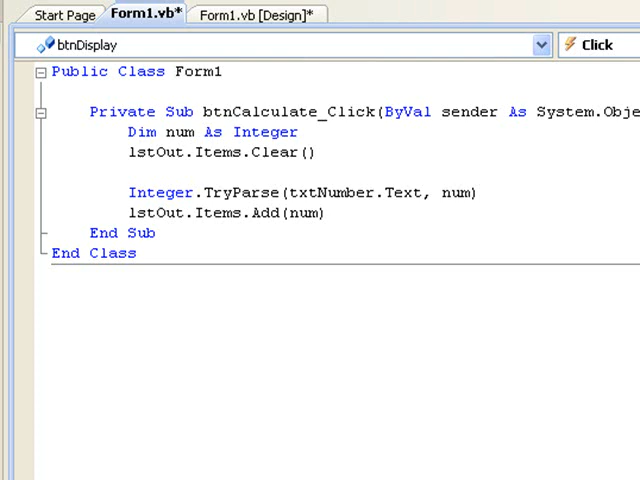 Start Page
Form1.vb*
Form1.vb [Design]*
btnDisplay
Click
Public Class Form1
Private Sub btnCalculate_Click(ByVal sender As System.Obje
Dim num As Integer
lstOut.Items.Clear()
Integer.TryParse(txtNumber.Text, num)
lstOut.Items.Add(num)
End Sub
End Class